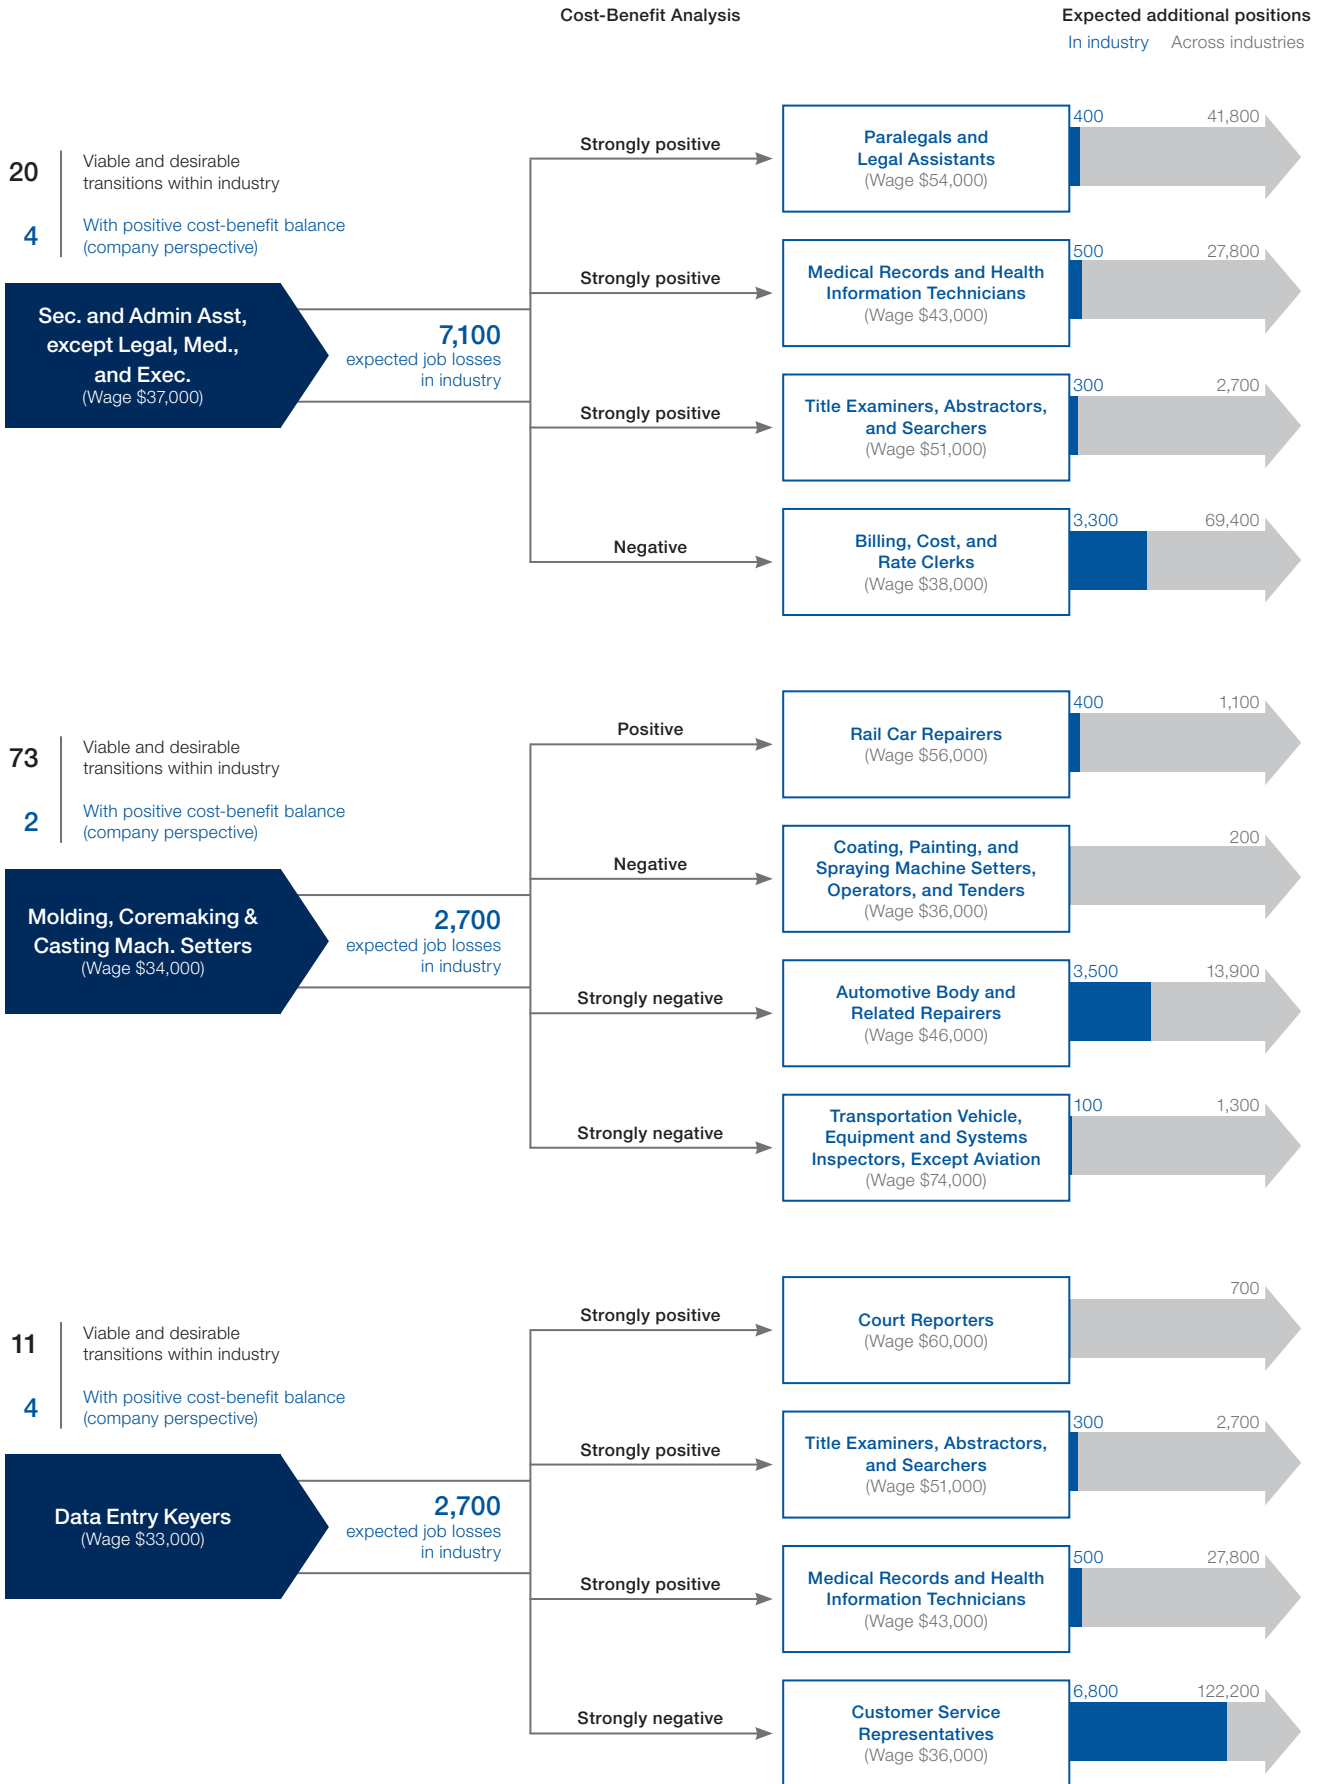 Cost-Benefit Analysis
Expected additional positions
In industry Across industries
20
Viable and desirable
transitions within industry
4
With positive cost-benefit balance
(company perspective)
Sec. and Admin Asst,
except Legal, Med.,
and Exec.
(Wage $37,000)
7,100
expected job losses
in industry
Strongly positive
Paralegals and
Legal Assistants
(Wage $54,000)
400 41,800
Strongly positive
Medical Records and Health
Information Technicians
(Wage $43,000)
500 27,800
Strongly positive
Title Examiners, Abstractors,
and Searchers
(Wage $51,000)
300 2,700
Negative
Billing, Cost, and
Rate Clerks
(Wage $38,000)
3,300 69,400
73
Viable and desirable
transitions within industry
2
With positive cost-benefit balance
(company perspective)
Molding, Coremaking &
Casting Mach. Setters
(Wage $34,000)
2,700
expected job losses
in industry
Positive
Rail Car Repairers
(Wage $56,000)
400 1,100
Negative
Coating, Painting, and
Spraying Machine Setters,
Operators, and Tenders
(Wage $36,000)
200
Strongly negative
Automotive Body and
Related Repairers
(Wage $46,000)
3,500 13,900
Strongly negative
Transportation Vehicle,
Equipment and Systems
Inspectors, Except Aviation
(Wage $74,000)
100 1,300
11
Viable and desirable
transitions within industry
4
With positive cost-benefit balance
(company perspective)
Data Entry Keyers
(Wage $33,000)
2,700
expected job losses
in industry
Strongly positive
Court Reporters
(Wage $60,000)
700
Strongly positive
Title Examiners, Abstractors,
and Searchers
(Wage $51,000)
300 2,700
Strongly positive
Medical Records and Health
Information Technicians
(Wage $43,000)
500 27,800
Strongly negative
Customer Service
Representatives
(Wage $36,000)
6,800 122,200